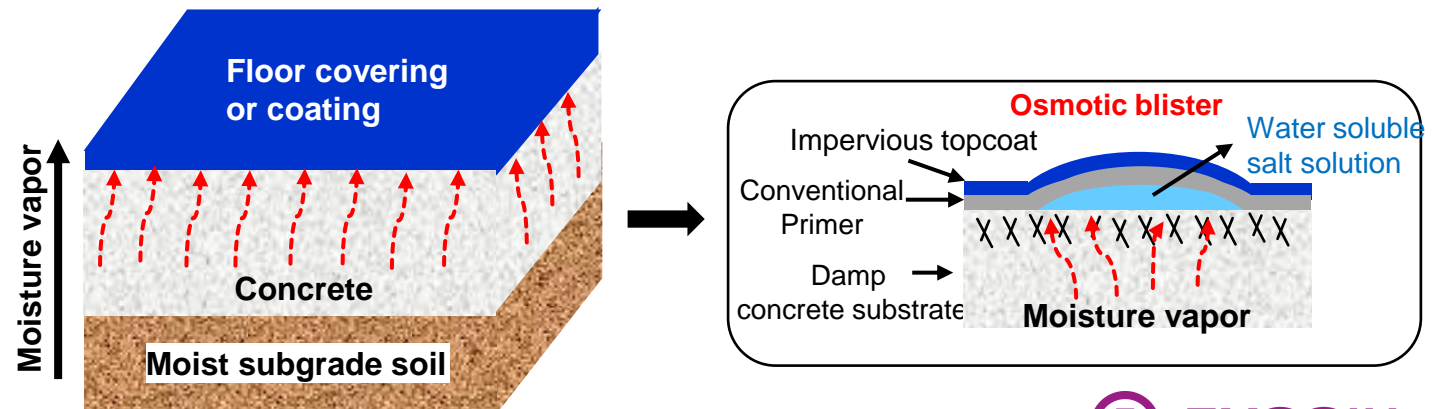 Floor covering
or coating
Moisture vapor
Concrete
Moist subgrade soil
Osmotic blister
Impervious topcoat
Water soluble
salt solution
Conventional
Primer
Damp
concrete substrate
Moisture vapor